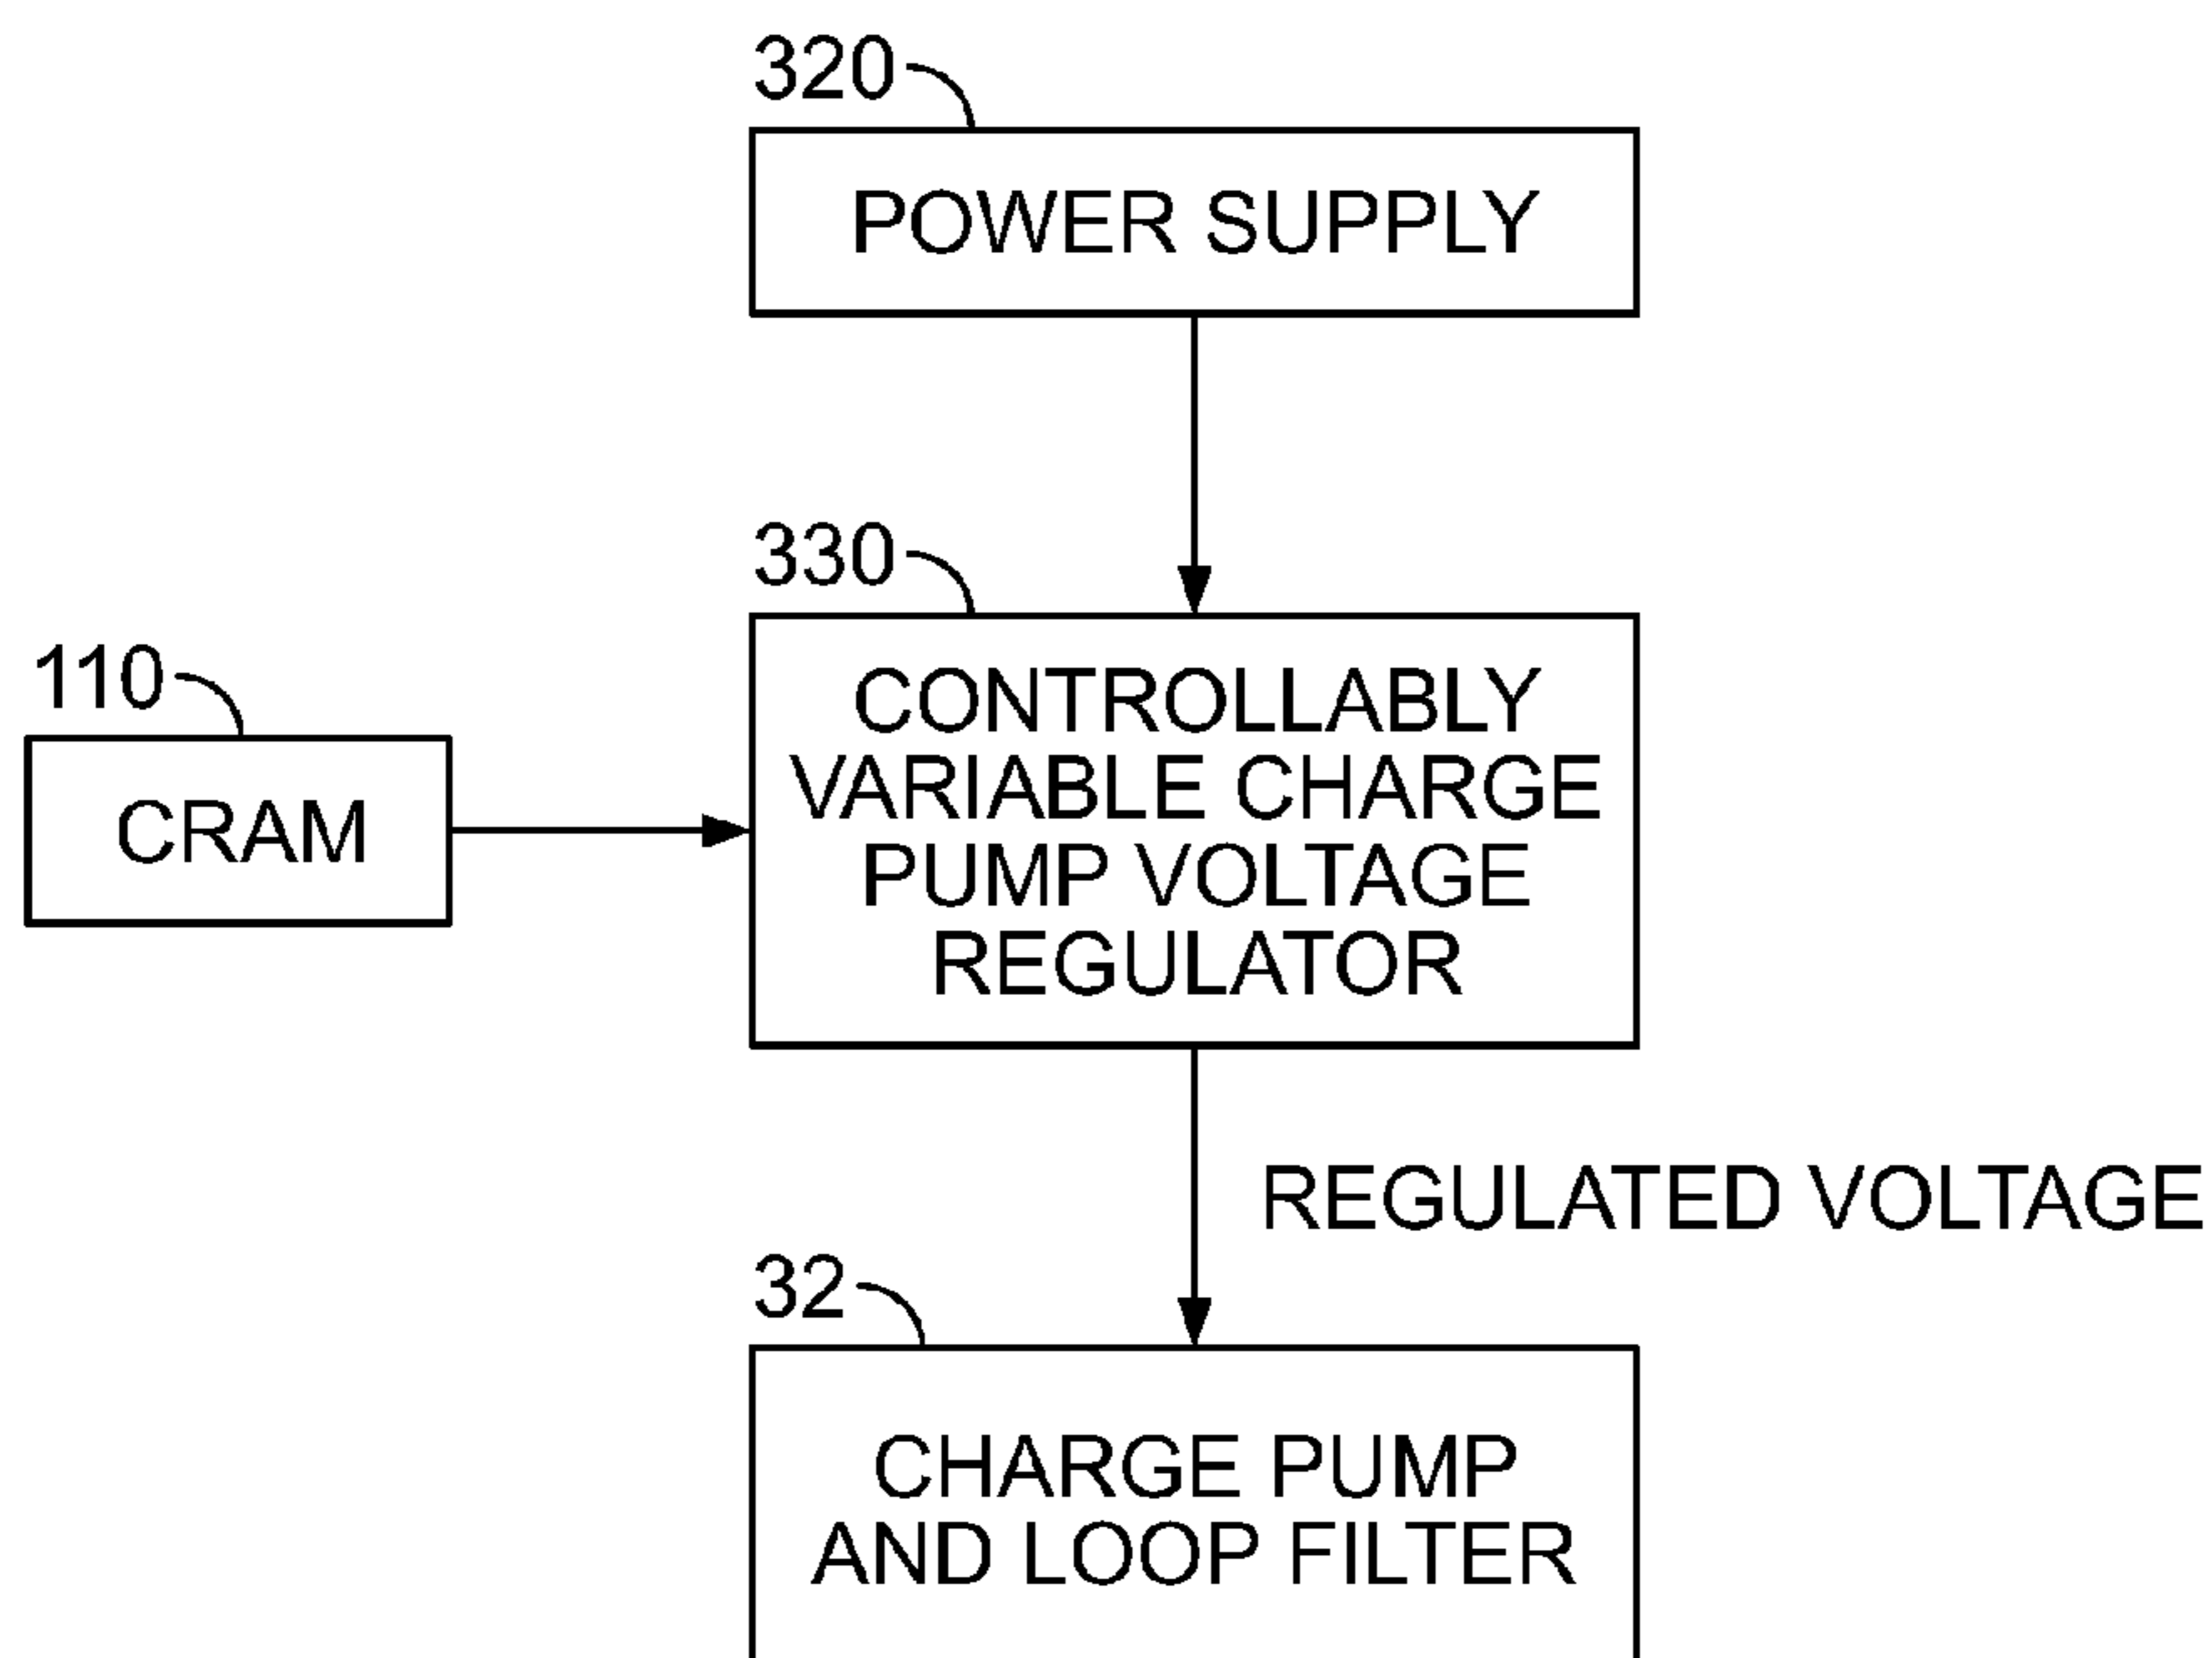 320
POWER SUPPLY
330
110
CONTROLLABLY
VARIABLE CHARGE
PUMP VOLTAGE
REGULATOR
CRAM
REGULATED VOLTAGE
32
CHARGE PUMP
AND LOOP FILTER